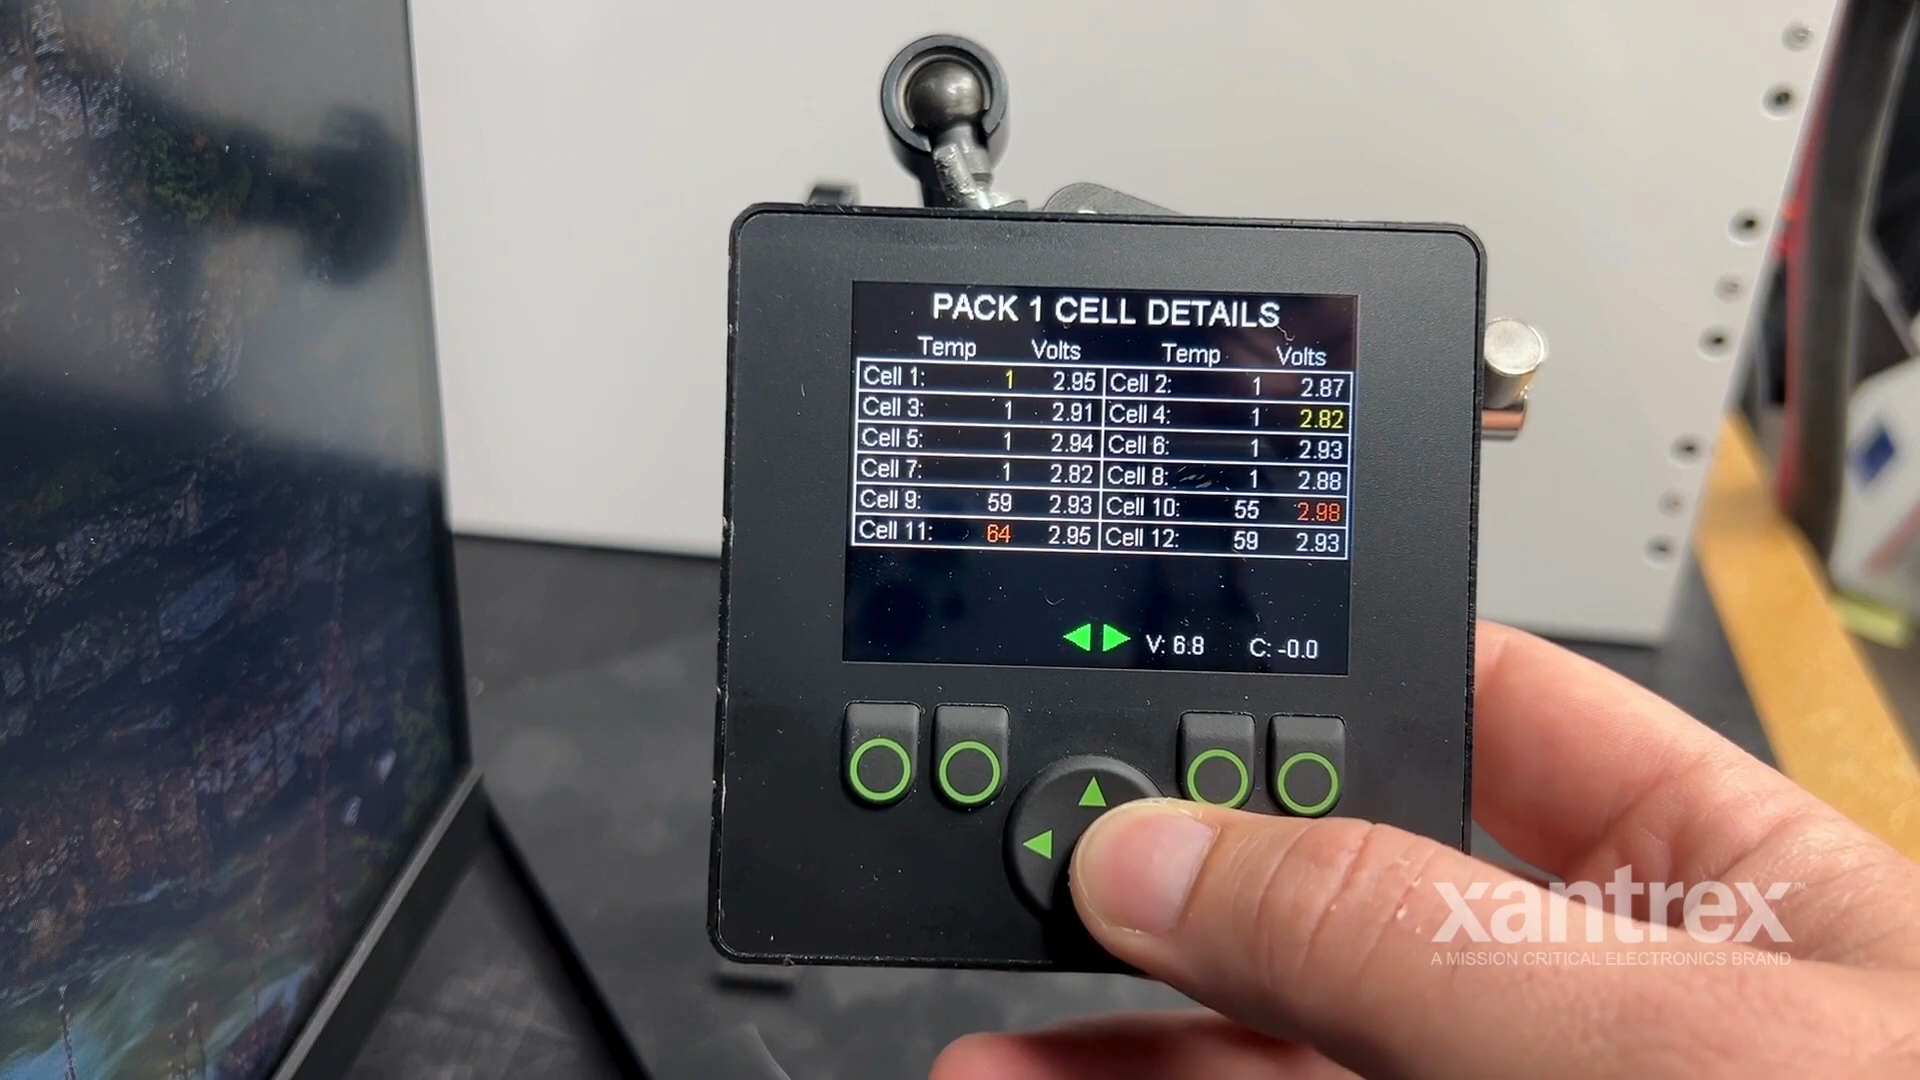 PACK 1 CELL DETAILS
Temp Volts Temp Volts
Cell 1: 1 2.95 Cell 2: 1 2.87
Cell 3: 1 2.91 Cell 4: 1 2.82
Cell 5: 1 2.94 Cell 6: 1 2.93
Cell 7: 1 2.82 Cell 8: 1 2.88
Cell 9: 59 2.93 Cell 10: 55 2.98
Cell 11: 64 2.95 Cell 12: 59 2.93
V: 6.8 C: -0.0
xantrex™
A MISSION CRITICAL ELECTRONICS BRAND